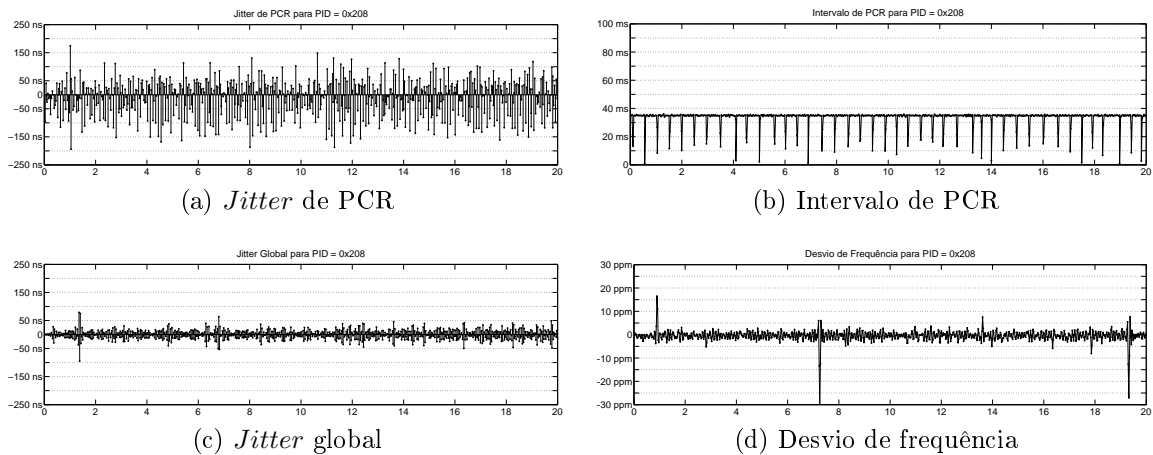 Jitter de PCR para PID = 0x208
250 ns
150 ns
50 ns
0
−50 ns
−150 ns
−250 ns
0 2 4 6 8 10 12 14 16 18 20
(a) Jitter de PCR
Intervalo de PCR para PID = 0x208
100 ms
80 ms
60 ms
40 ms
20 ms
0
2 4 6 8 10 12 14 16 18 20
(b) Intervalo de PCR
Jitter Global para PID = 0x208
250 ns
150 ns
50 ns
0
−50 ns
−150 ns
−250 ns
0 2 4 6 8 10 12 14 16 18 20
(c) Jitter global
Desvio de Frequência para PID = 0x208
30 ppm
20 ppm
10 ppm
0
−10 ppm
−20 ppm
−30 ppm
0 2 4 6 8 10 12 14 16 18 20
(d) Desvio de frequência